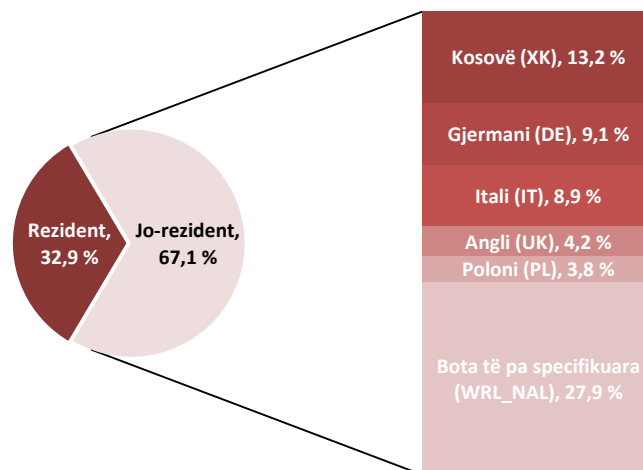 Rezident,
32,9 %
Jo-rezident,
67,1 %
Kosovë (XK), 13,2 %
Gjermani (DE), 9,1 %
Itali (IT), 8,9 %
Angli (UK), 4,2 %
Poloni (PL), 3,8 %
Bota të pa specifikuara
(WRL_NAL), 27,9 %